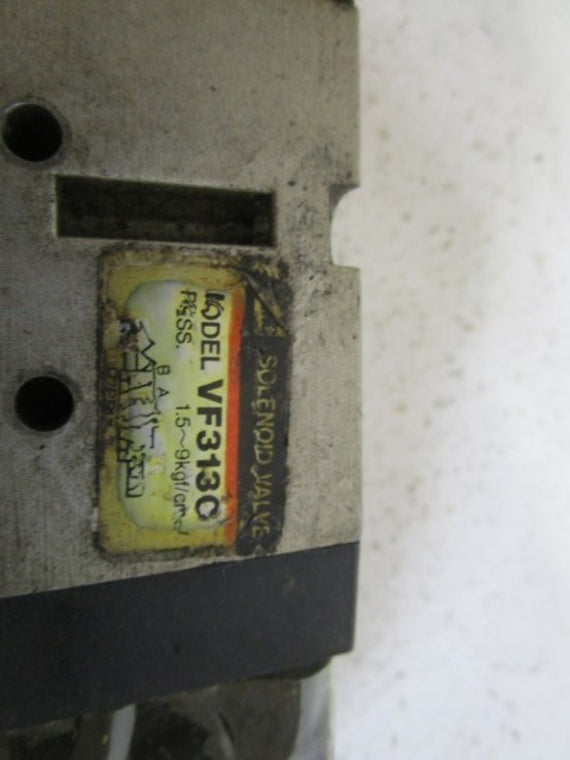 SOLENOID VALVE
MODEL VF3130
PRESS. 1.5~9kgf/cm²
B A